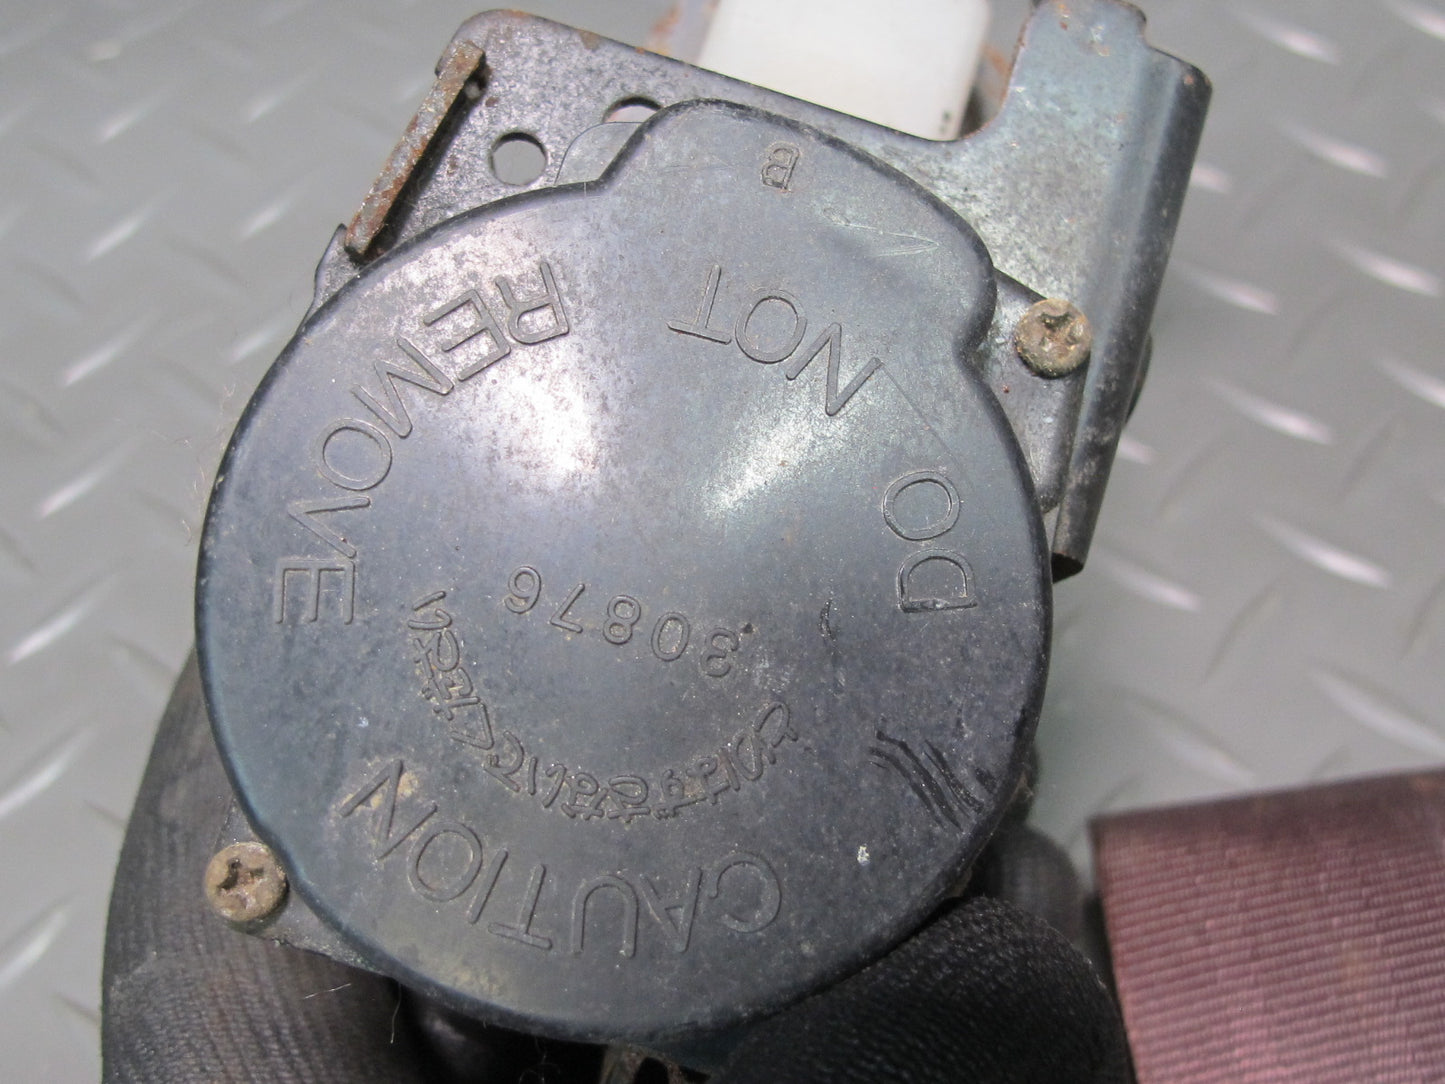 CAUTION
DO NOT REMOVE
30876
B